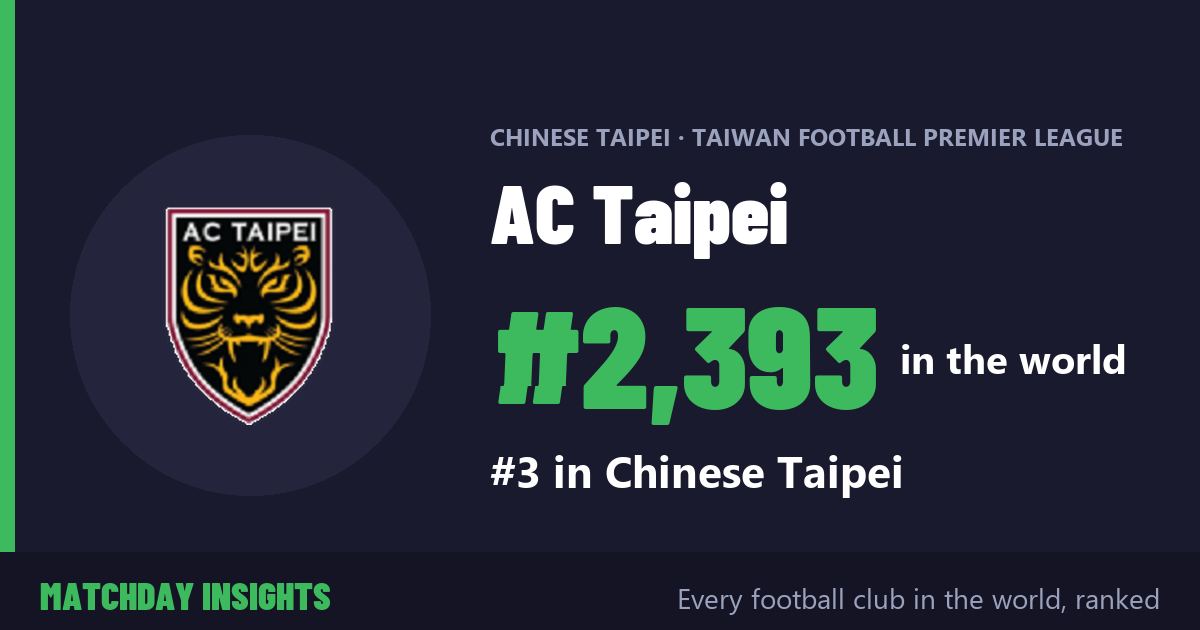 CHINESE TAIPEI · TAIWAN FOOTBALL PREMIER LEAGUE
AC TAIPEI
AC Taipei
#2,393 in the world
#3 in Chinese Taipei
MATCHDAY INSIGHTS
Every football club in the world, ranked